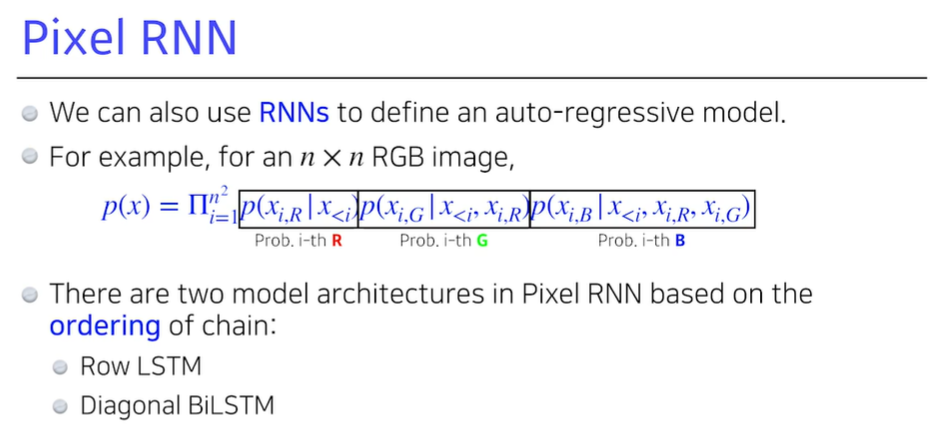 Pixel RNN
We can also use RNNs to define an auto-regressive model.
For example, for an n × n RGB image,
p(x) = Π_{i=1}^{n^2} p(x_{i,R} | x_{<i}) p(x_{i,G} | x_{<i}, x_{i,R}) p(x_{i,B} | x_{<i}, x_{i,R}, x_{i,G})
Prob. i-th R Prob. i-th G Prob. i-th B
There are two model architectures in Pixel RNN based on the
ordering of chain:
Row LSTM
Diagonal BiLSTM